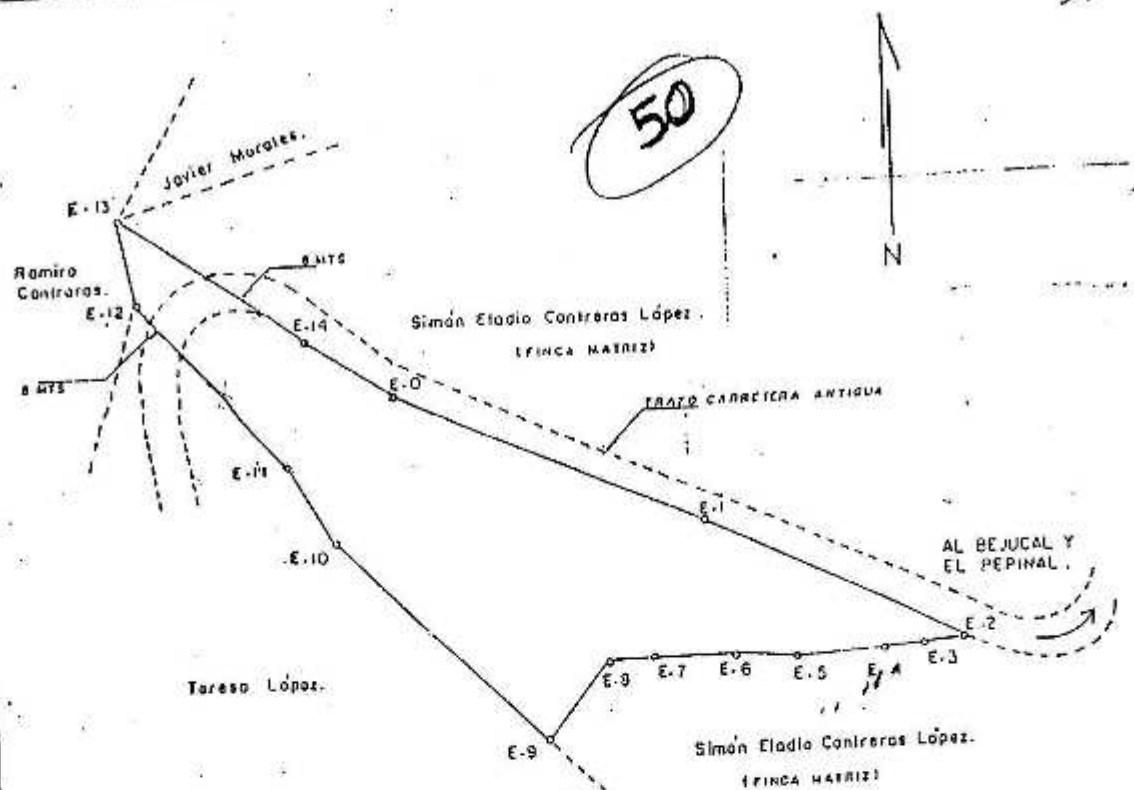 50
Javier Morales.
E-13
N
8 MTS
Ramiro
Contreras.
E-12
E-14
Simón Eladio Contreras López.
(FINCA MATRIZ)
8 MTS
E-0
TRAZO CARRETERA ANTIGUA
E-11
E-1
E-10
AL BEJUCAL Y
EL PEPINAL.
E-2
E-3
E-4
E-5
E-6
E-7
E-8
Teresa López.
E-9
Simón Eladio Contreras López.
(FINCA MATRIZ)